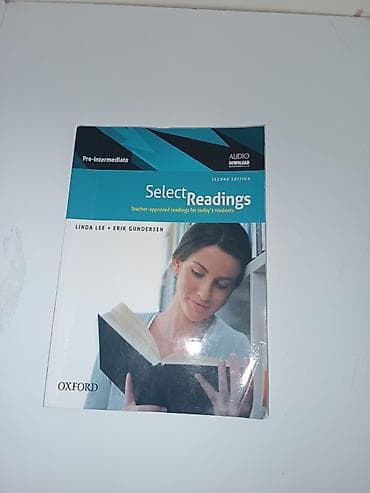 Pre-Intermediate
AUDIO
DOWNLOAD
SECOND EDITION
Select Readings
Teacher-approved readings for today's students
LINDA LEE • ERIK GUNDERSEN
OXFORD